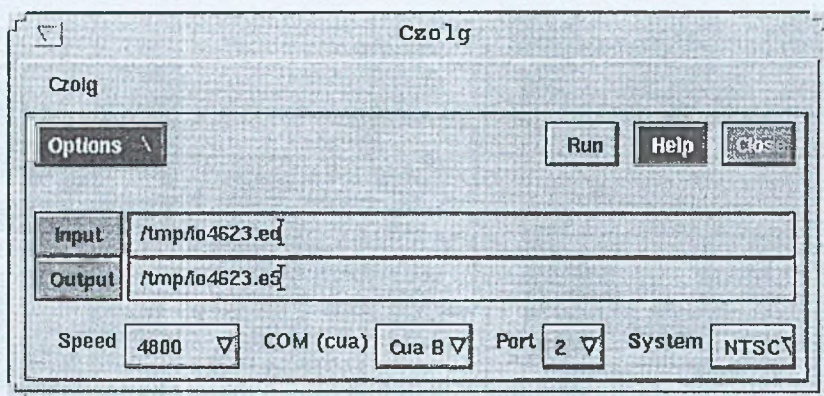 Czolg
Czolg
Options Run Help Close
Input /tmp/io4623.ed
Output /tmp/io4623.e5
Speed 4800 COM (cua) Cua B Port 2 System NTSC